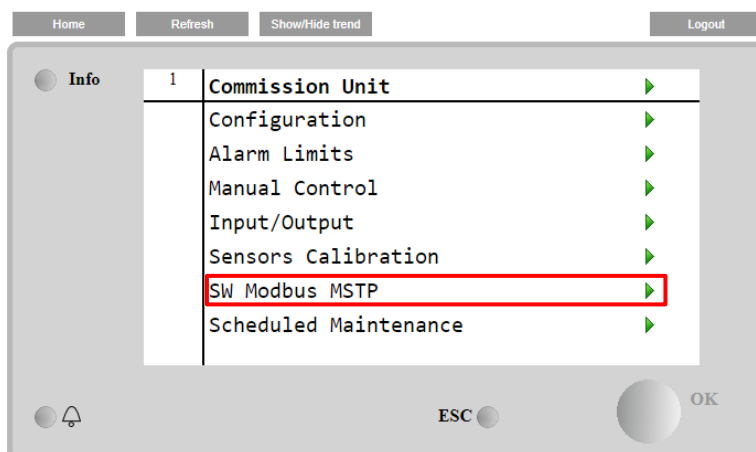 Home Refresh Show/Hide trend Logout
Info
1 Commission Unit
Configuration
Alarm Limits
Manual Control
Input/Output
Sensors Calibration
SW Modbus MSTP
Scheduled Maintenance
ESC OK